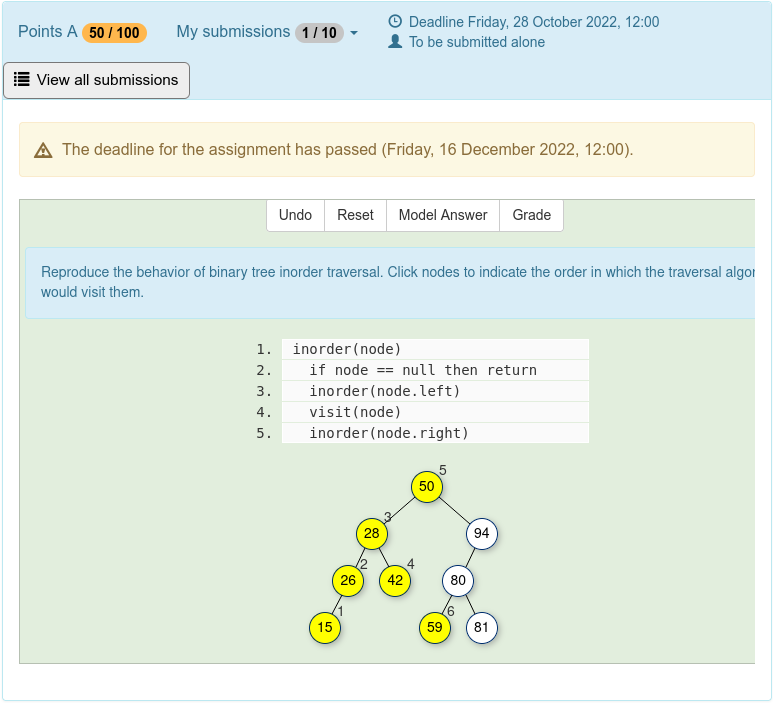 Points A 50 / 100 My submissions 1 / 10
Deadline Friday, 28 October 2022, 12:00
To be submitted alone
View all submissions
The deadline for the assignment has passed (Friday, 16 December 2022, 12:00).
Undo Reset Model Answer Grade
Reproduce the behavior of binary tree inorder traversal. Click nodes to indicate the order in which the traversal algor
would visit them.
1. inorder(node)
2. if node == null then return
3. inorder(node.left)
4. visit(node)
5. inorder(node.right)
5
50
3
28 94
2 4
26 42 80
1 6
15 59 81